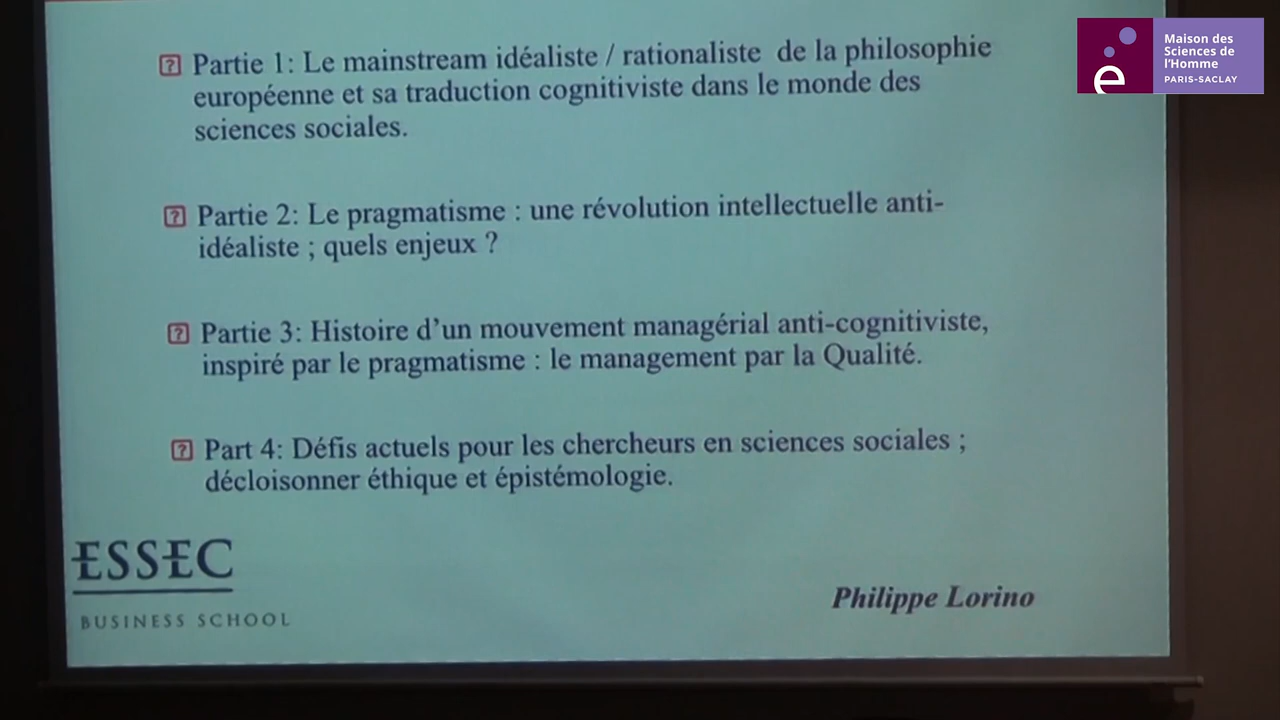 Partie 1: Le mainstream idéaliste / rationaliste de la philosophie
européenne et sa traduction cognitiviste dans le monde des
sciences sociales.
Partie 2: Le pragmatisme : une révolution intellectuelle anti-
idéaliste ; quels enjeux ?
Partie 3: Histoire d’un mouvement managérial anti-cognitiviste,
inspiré par le pragmatisme : le management par la Qualité.
Part 4: Défis actuels pour les chercheurs en sciences sociales ;
décloisonner éthique et épistémologie.
ESSEC
BUSINESS SCHOOL
Philippe Lorino
e
Maison des
Sciences de
l’Homme
PARIS-SACLAY